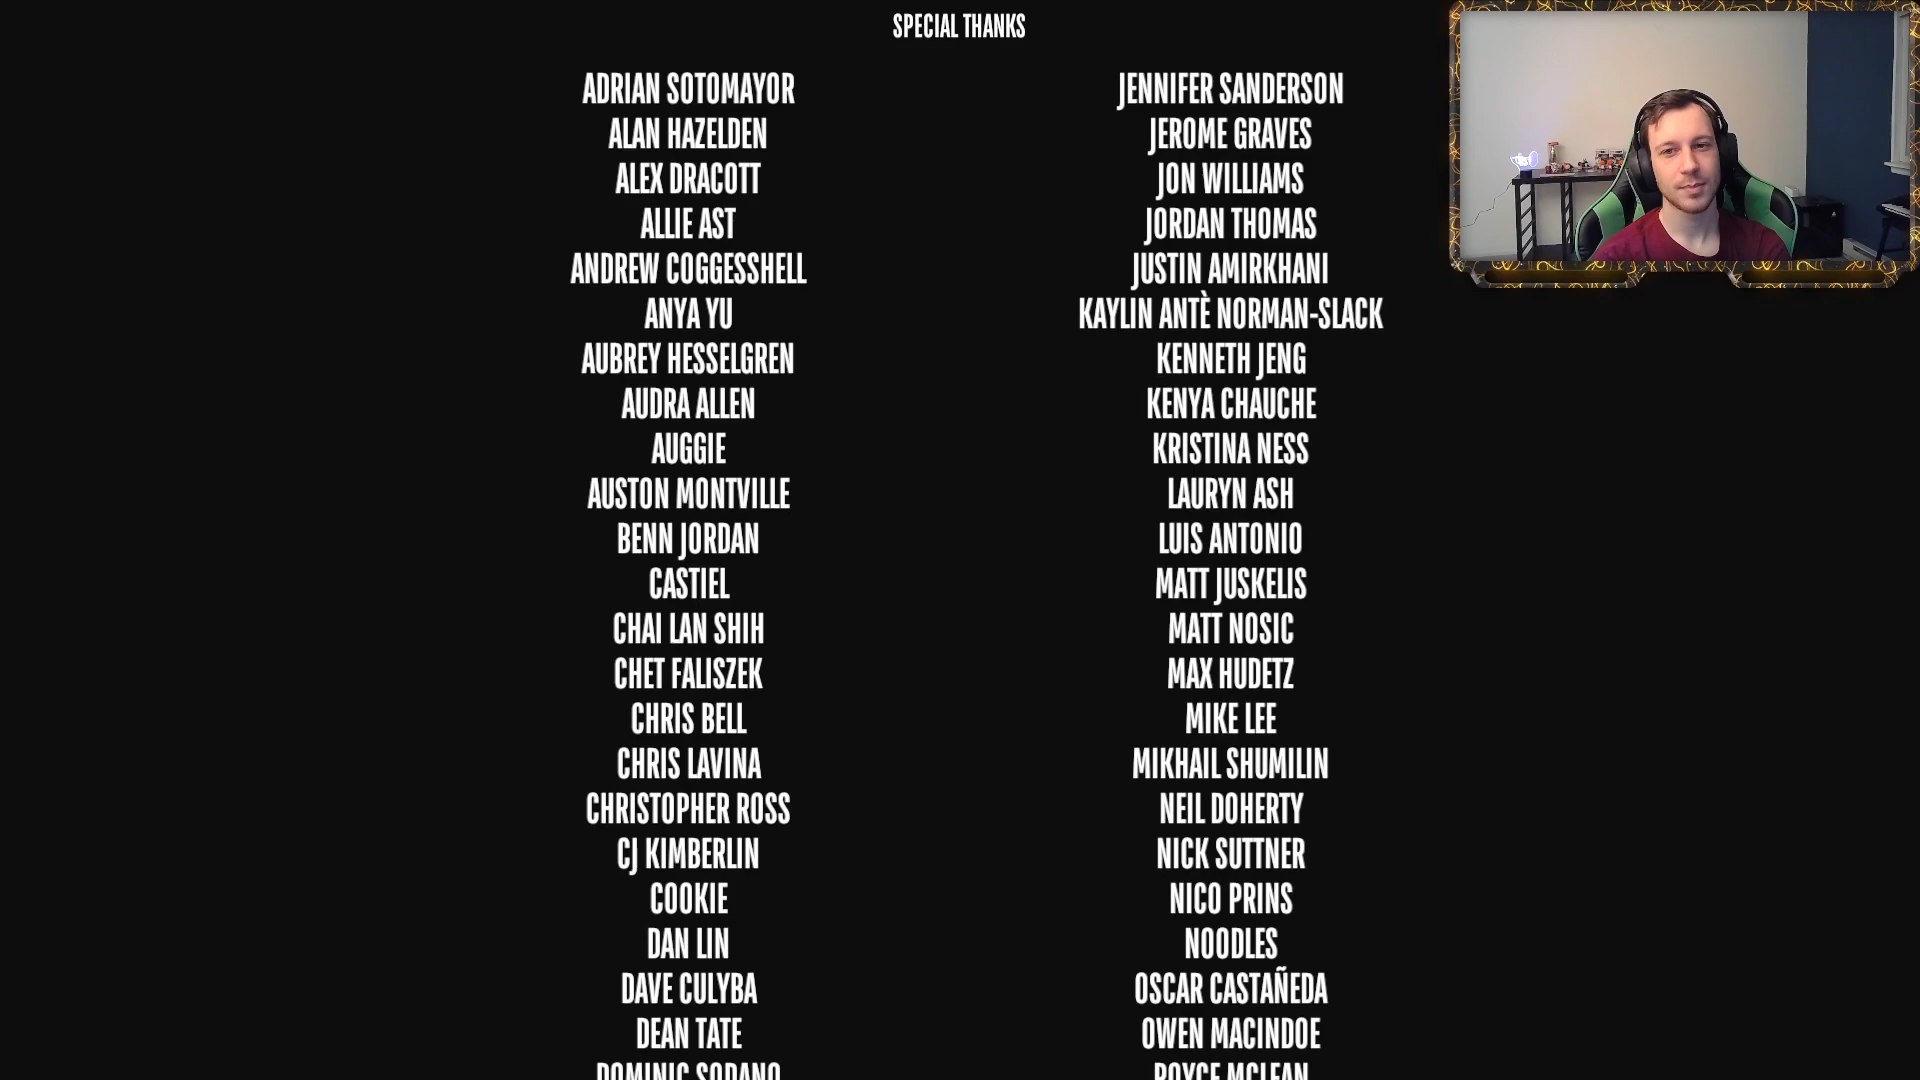 SPECIAL THANKS
ADRIAN SOTOMAYOR
ALAN HAZELDEN
ALEX DRACOTT
ALLIE AST
ANDREW COGGESSHELL
ANYA YU
AUBREY HESSELGREN
AUDRA ALLEN
AUGGIE
AUSTON MONTVILLE
BENN JORDAN
CASTIEL
CHAI LAN SHIH
CHET FALISZEK
CHRIS BELL
CHRIS LAVINA
CHRISTOPHER ROSS
CJ KIMBERLIN
COOKIE
DAN LIN
DAVE CULYBA
DEAN TATE
DOMINIC SODANO
JENNIFER SANDERSON
JEROME GRAVES
JON WILLIAMS
JORDAN THOMAS
JUSTIN AMIRKHANI
KAYLIN ANTÈ NORMAN-SLACK
KENNETH JENG
KENYA CHAUCHE
KRISTINA NESS
LAURYN ASH
LUIS ANTONIO
MATT JUSKELIS
MATT NOSIC
MAX HUDETZ
MIKE LEE
MIKHAIL SHUMILIN
NEIL DOHERTY
NICK SUTTNER
NICO PRINS
NOODLES
OSCAR CASTAÑEDA
OWEN MACINDOE
ROYCE MCLEAN